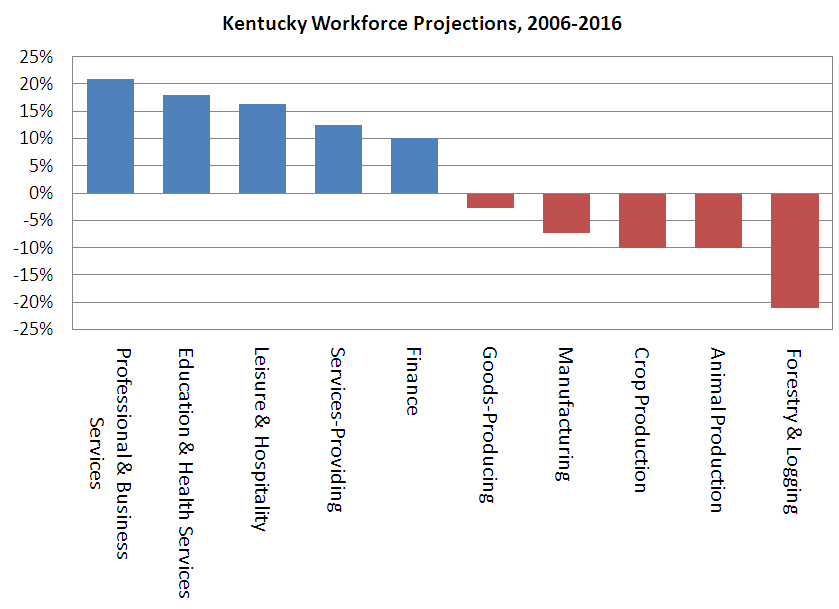 Kentucky Workforce Projections, 2006-2016
25%
20%
15%
10%
5%
0%
-5%
-10%
-15%
-20%
-25%
Professional & Business
Services
Education & Health Services
Leisure & Hospitality
Services-Providing
Finance
Goods-Producing
Manufacturing
Crop Production
Animal Production
Forestry & Logging